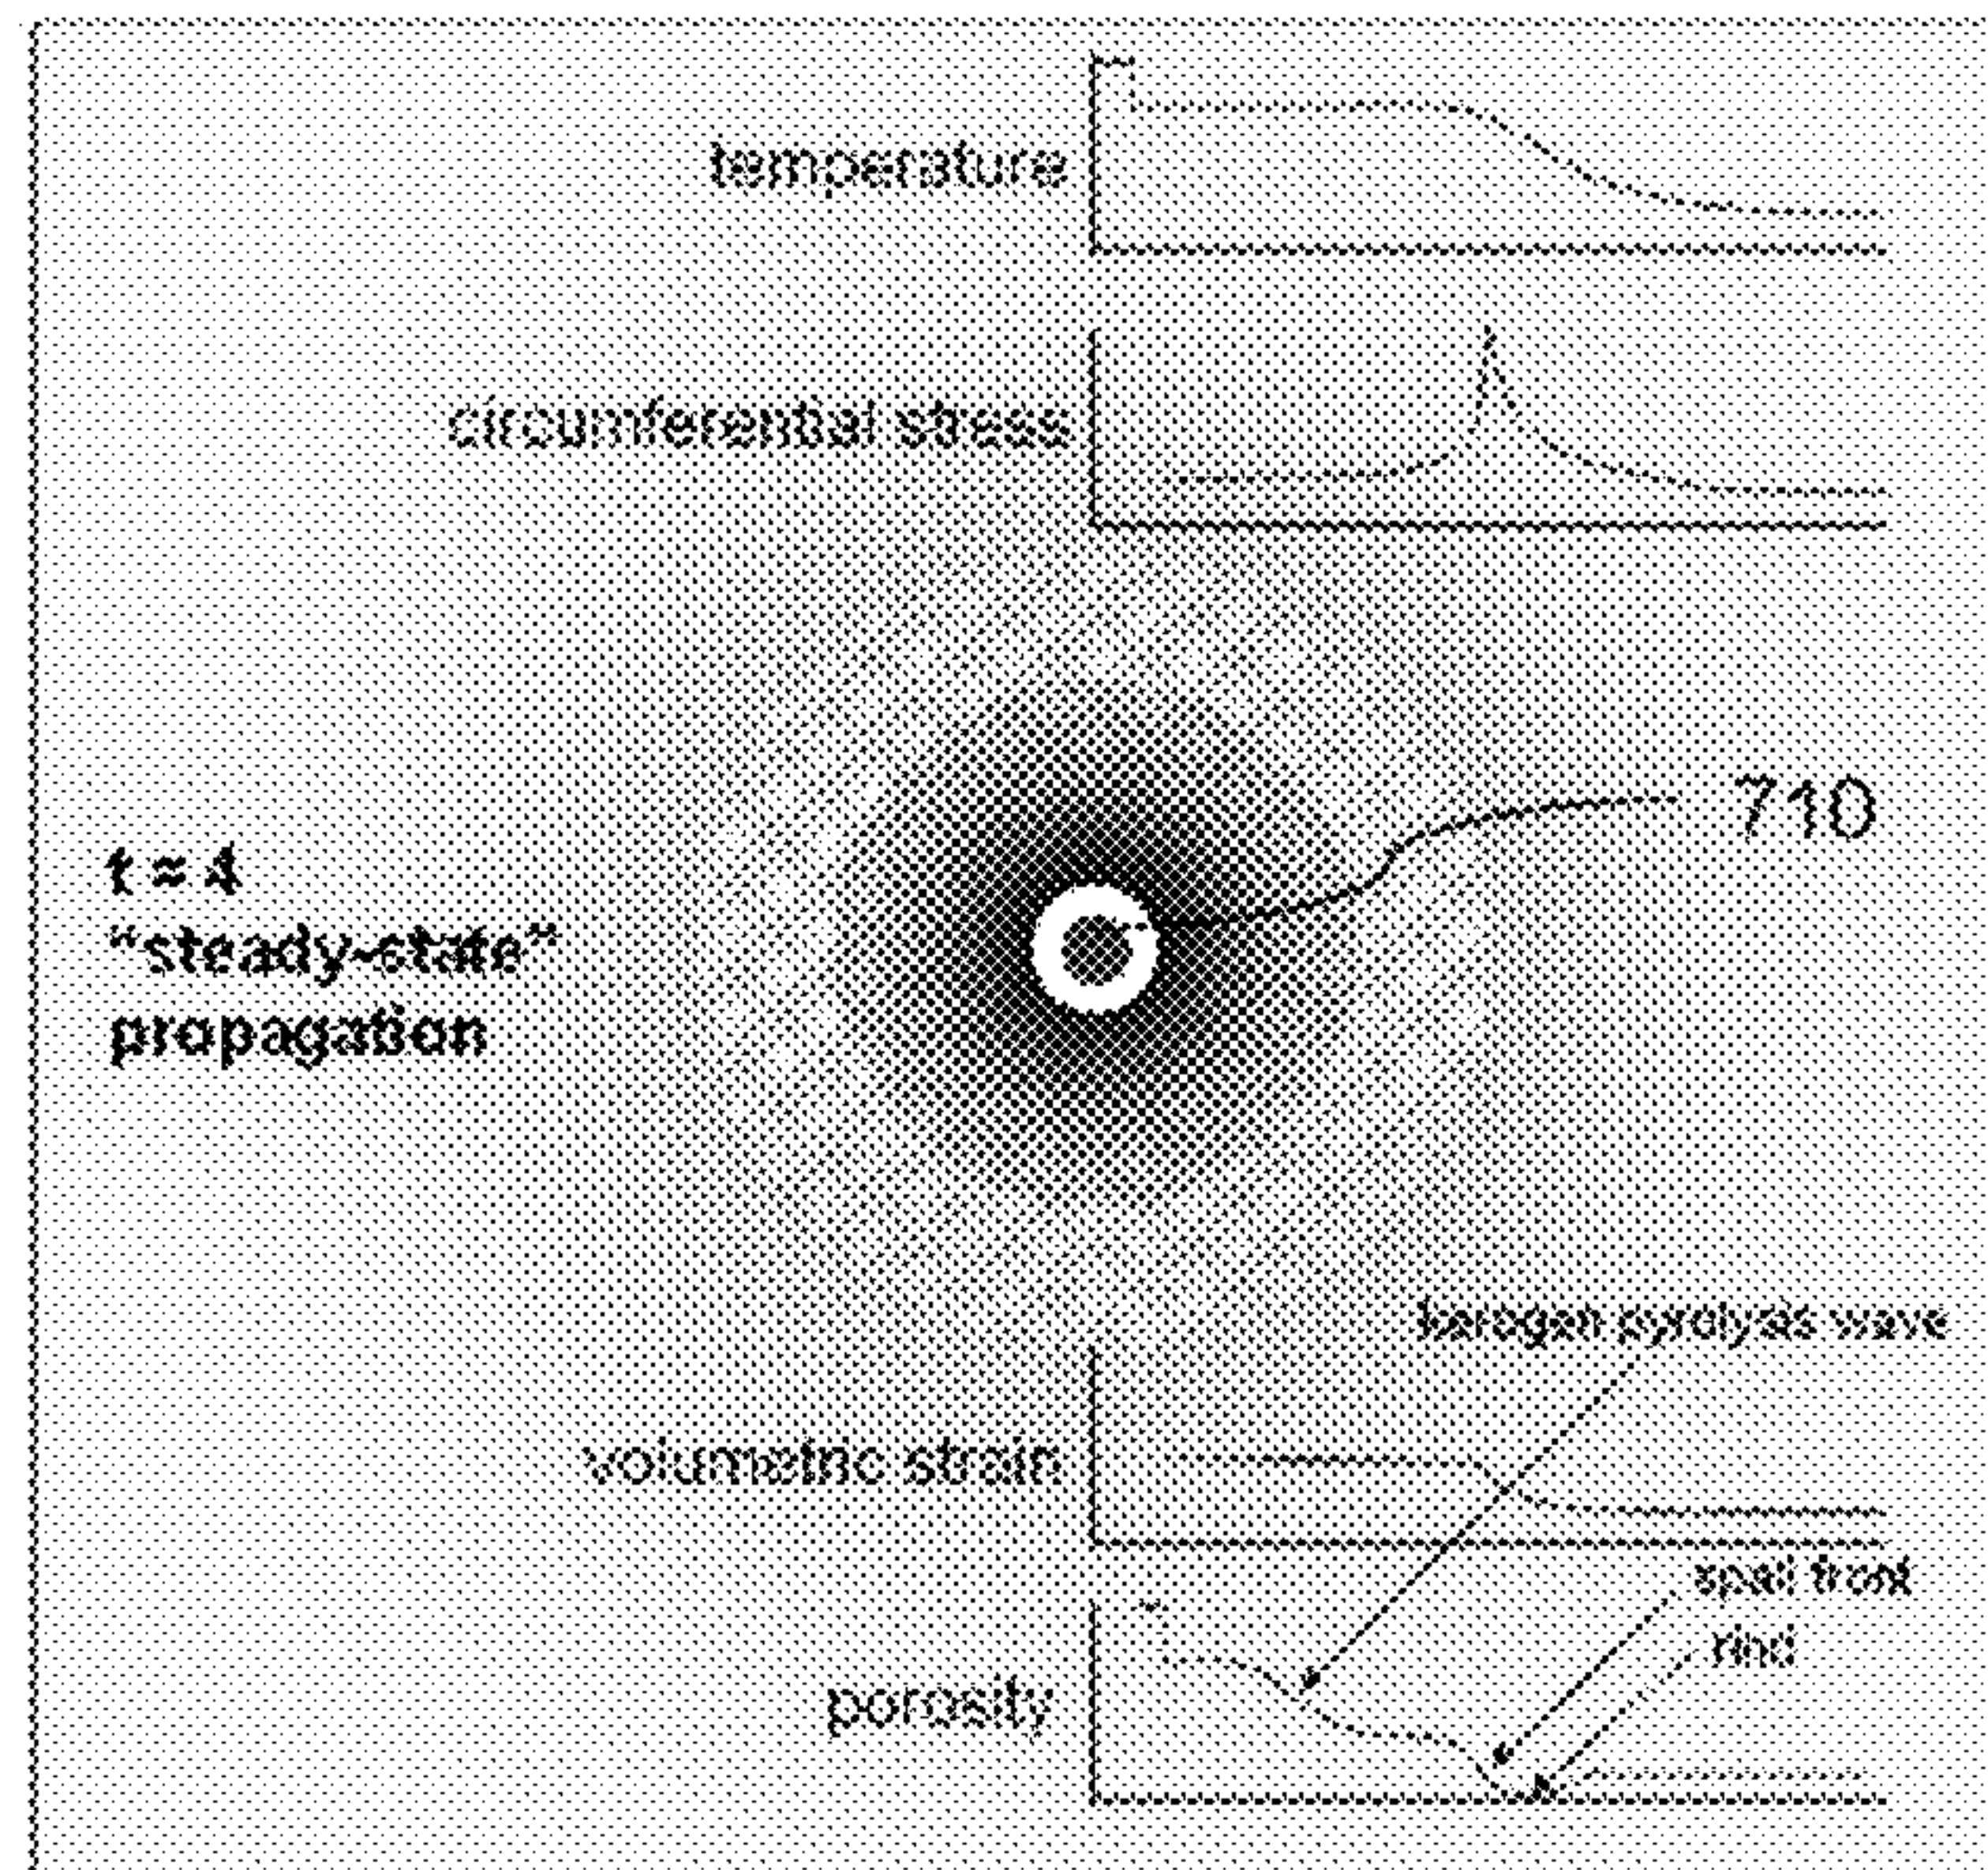 temperature
circumferential stress
710
t ≈ 4
"steady-state"
propagation
kerogen pyrolysis wave
volumetric strain
spall front
rind
porosity